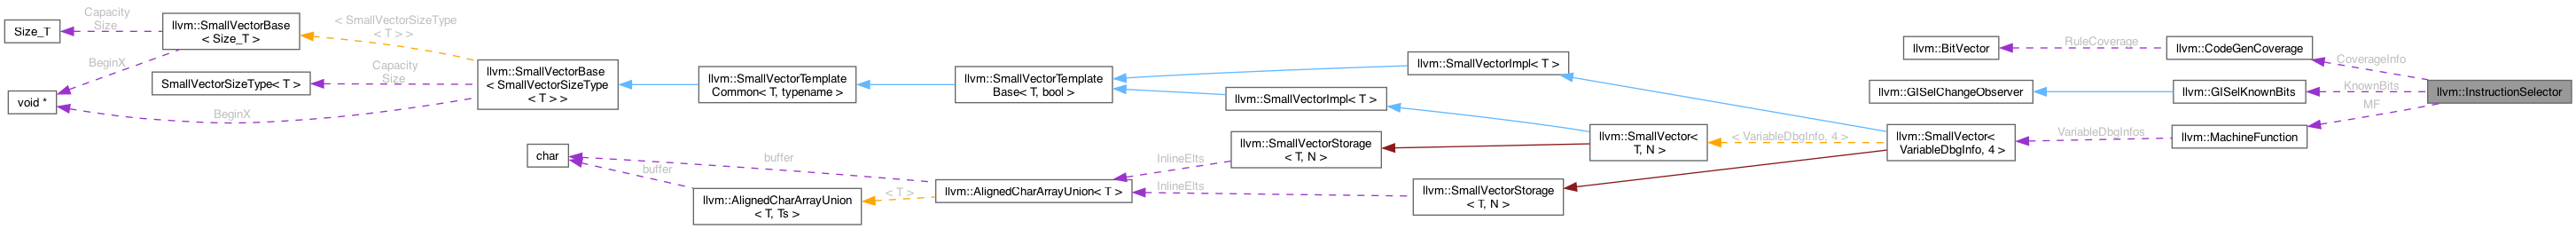 Size_T
Capacity
Size
llvm::SmallVectorBase
< Size_T >
< SmallVectorSizeType
< T > >
BeginX
SmallVectorSizeType< T >
void *
Capacity
Size
BeginX
llvm::SmallVectorBase
< SmallVectorSizeType
< T > >
llvm::SmallVectorTemplate
Common< T, typename >
llvm::SmallVectorTemplate
Base< T, bool >
llvm::SmallVectorImpl< T >
llvm::SmallVectorImpl< T >
char
buffer
buffer
llvm::AlignedCharArrayUnion
< T, Ts >
< T >
llvm::AlignedCharArrayUnion< T >
InlineElts
InlineElts
llvm::SmallVectorStorage
< T, N >
llvm::SmallVectorStorage
< T, N >
llvm::SmallVector<
T, N >
< VariableDbgInfo, 4 >
llvm::SmallVector<
VariableDbgInfo, 4 >
llvm::BitVector
RuleCoverage
llvm::CodeGenCoverage
CoverageInfo
llvm::GISelChangeObserver
llvm::GISelKnownBits
KnownBits
VariableDbgInfos
llvm::MachineFunction
MF
llvm::InstructionSelector